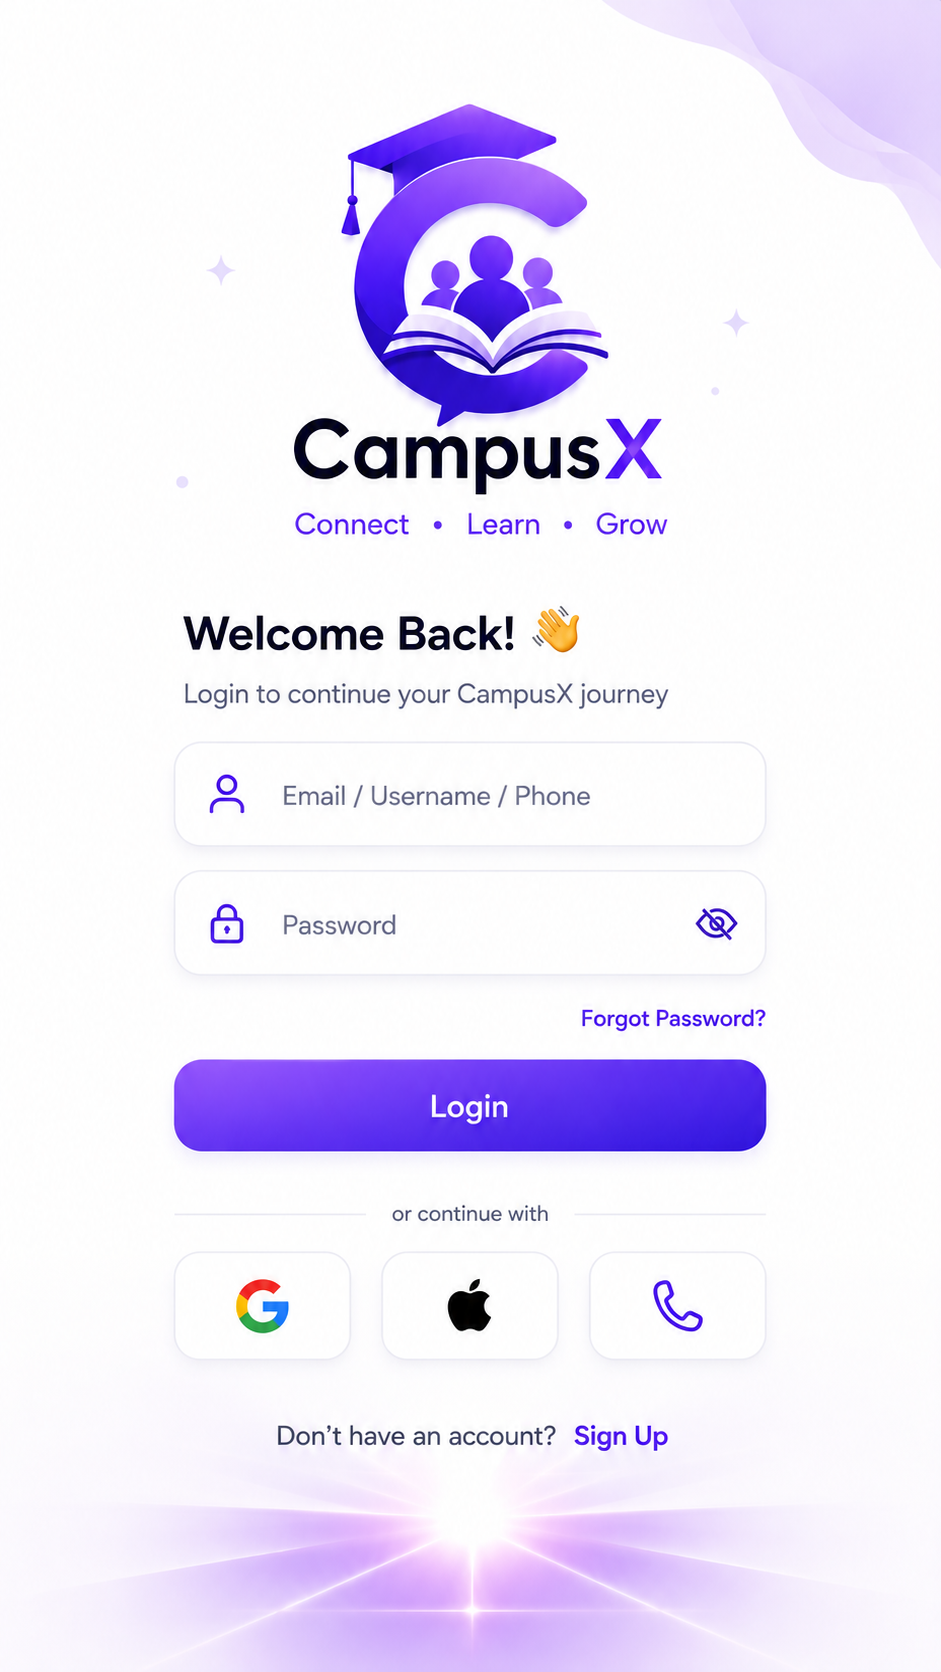 CampusX
Connect • Learn • Grow
Welcome Back! 👋
Login to continue your CampusX journey
Email / Username / Phone
Password
Forgot Password?
Login
or continue with
Don’t have an account? Sign Up